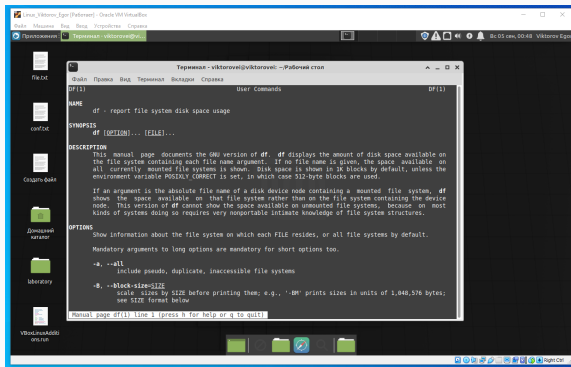 Linux_Viktorov_Egor [Работает] - Oracle VM VirtualBox
Файл Машина Вид Ввод Устройства Справка
Приложения Терминал - viktorovei@vi...
Вс 05 сен, 00:48 Viktorov Egor
file.txt
conf.txt
Создать файл
Домашний каталог
laboratory
VBoxLinuxAdditions.run
Терминал - viktorovei@viktorovei: ~/Рабочий стол
Файл Правка Вид Терминал Вкладки Справка
DF(1) User Commands DF(1)
NAME
df - report file system disk space usage
SYNOPSIS
df [OPTION]... [FILE]...
DESCRIPTION
This manual page documents the GNU version of df. df displays the amount of disk space available on
the file system containing each file name argument. If no file name is given, the space available on
all currently mounted file systems is shown. Disk space is shown in 1K blocks by default, unless the
environment variable POSIXLY_CORRECT is set, in which case 512-byte blocks are used.
If an argument is the absolute file name of a disk device node containing a mounted file system, df
shows the space available on that file system rather than on the file system containing the device
node. This version of df cannot show the space available on unmounted file systems, because on most
kinds of systems doing so requires very nonportable intimate knowledge of file system structures.
OPTIONS
Show information about the file system on which each FILE resides, or all file systems by default.
Mandatory arguments to long options are mandatory for short options too.
-a, --all
include pseudo, duplicate, inaccessible file systems
-B, --block-size=SIZE
scale sizes by SIZE before printing them; e.g., '-BM' prints sizes in units of 1,048,576 bytes;
see SIZE format below
Manual page df(1) line 1 (press h for help or q to quit)
Right Ctrl